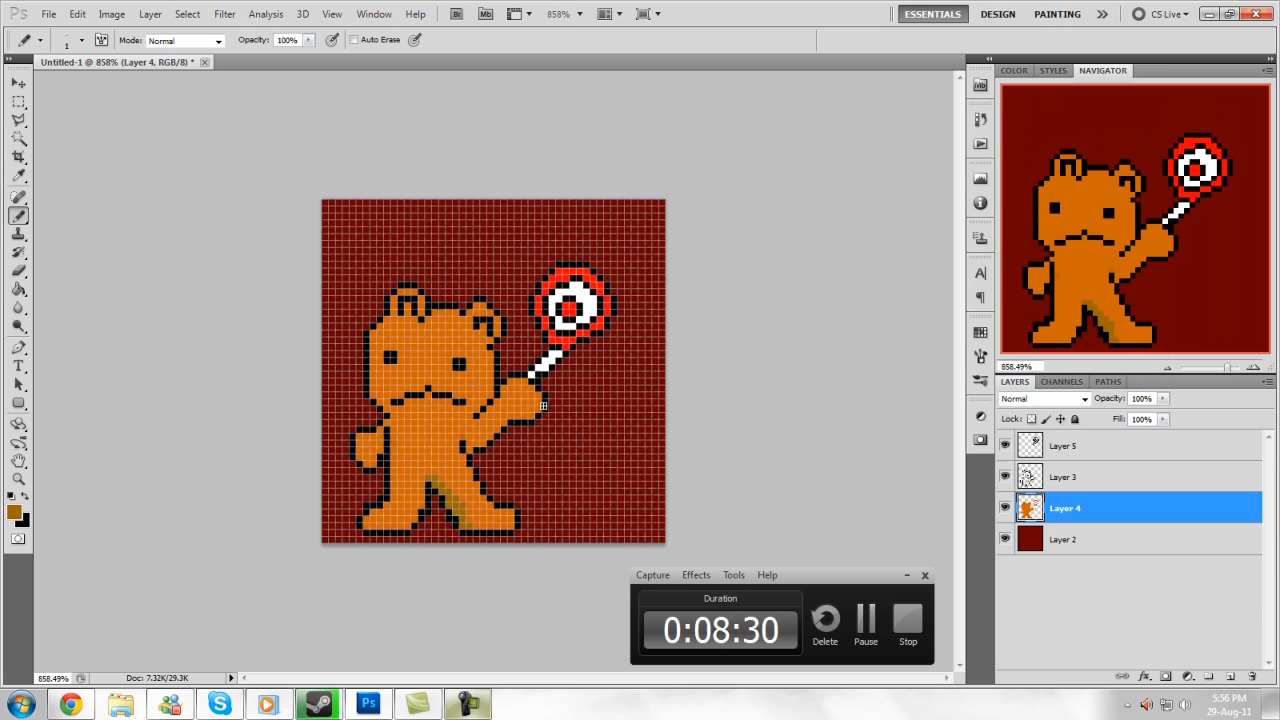 Ps File Edit Image Layer Select Filter Analysis 3D View Window Help Br Mb 858% ESSENTIALS DESIGN PAINTING CS Live
1 Mode: Normal Opacity: 100% Auto Erase
Untitled-1 @ 858% (Layer 4, RGB/8) *
COLOR STYLES NAVIGATOR
858.49%
LAYERS CHANNELS PATHS
Normal Opacity: 100%
Lock: Fill: 100%
Layer 5
Layer 3
Layer 4
Layer 2
Capture Effects Tools Help
Duration
0:08:30
Delete Pause Stop
858.49% Doc: 7.32K/29.3K
5:56 PM
29-Aug-11